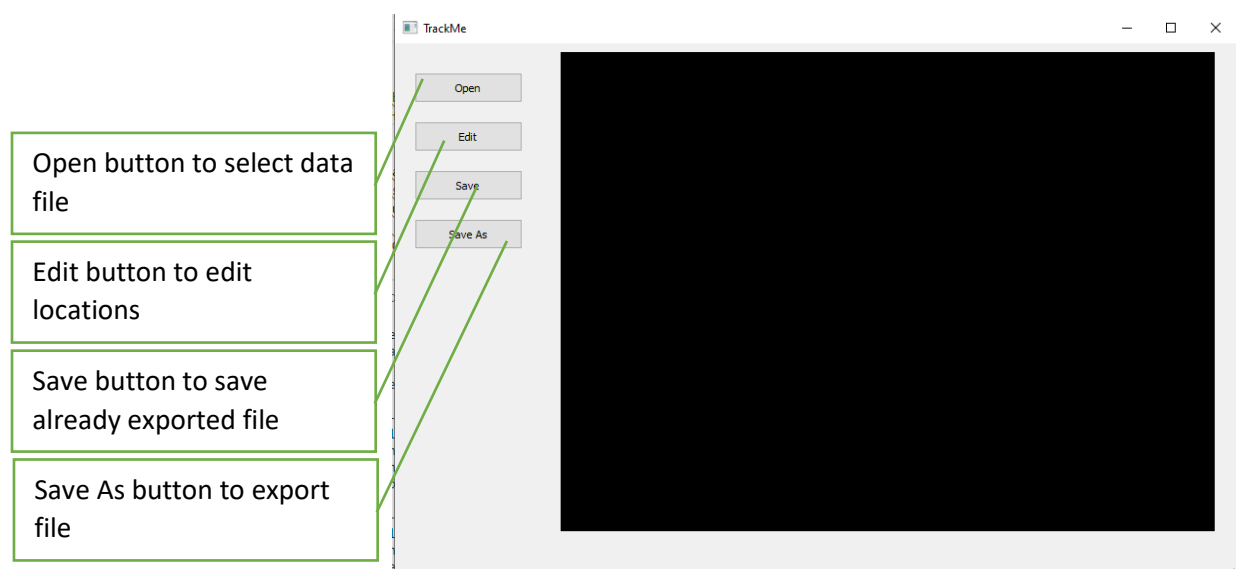 TrackMe
Open
Edit
Save
Save As
Open button to select data
file
Edit button to edit
locations
Save button to save
already exported file
Save As button to export
file